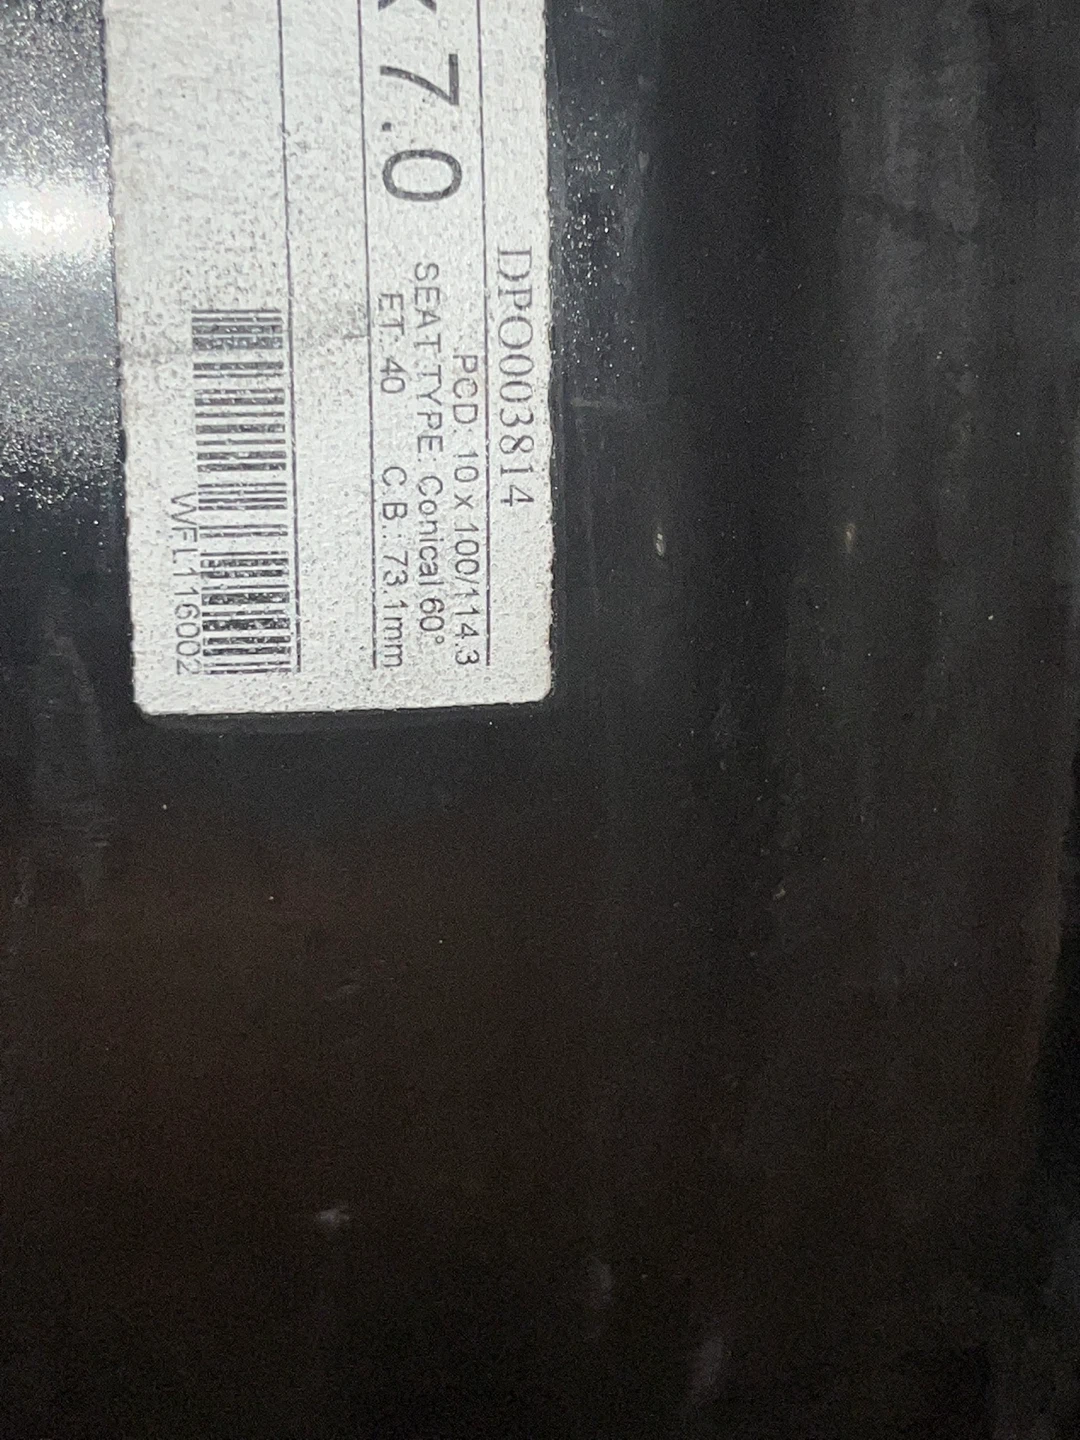 DPO003814
x 7.0
PCD: 10 x 100/114.3
SEAT TYPE: Conical 60°
ET: 40 C.B.: 73.1mm
WFL116002